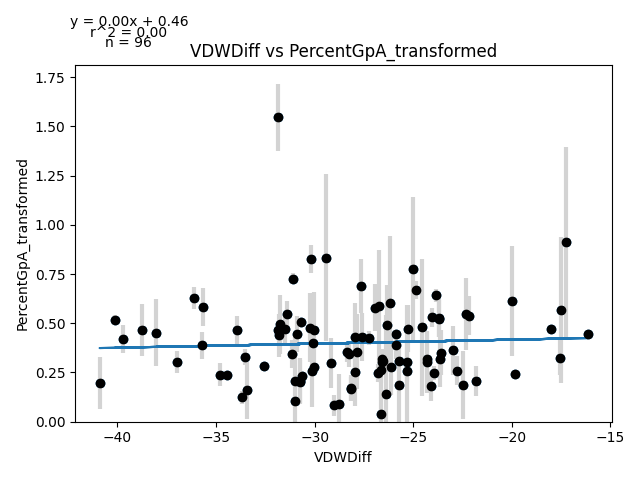 y = 0.00x + 0.46
r^2 = 0.00
n = 96
VDWDiff vs PercentGpA_transformed
1.75
1.50
1.25
1.00
0.75
0.50
0.25
0.00
PercentGpA_transformed
−40
−35
−30
−25
−20
−15
VDWDiff